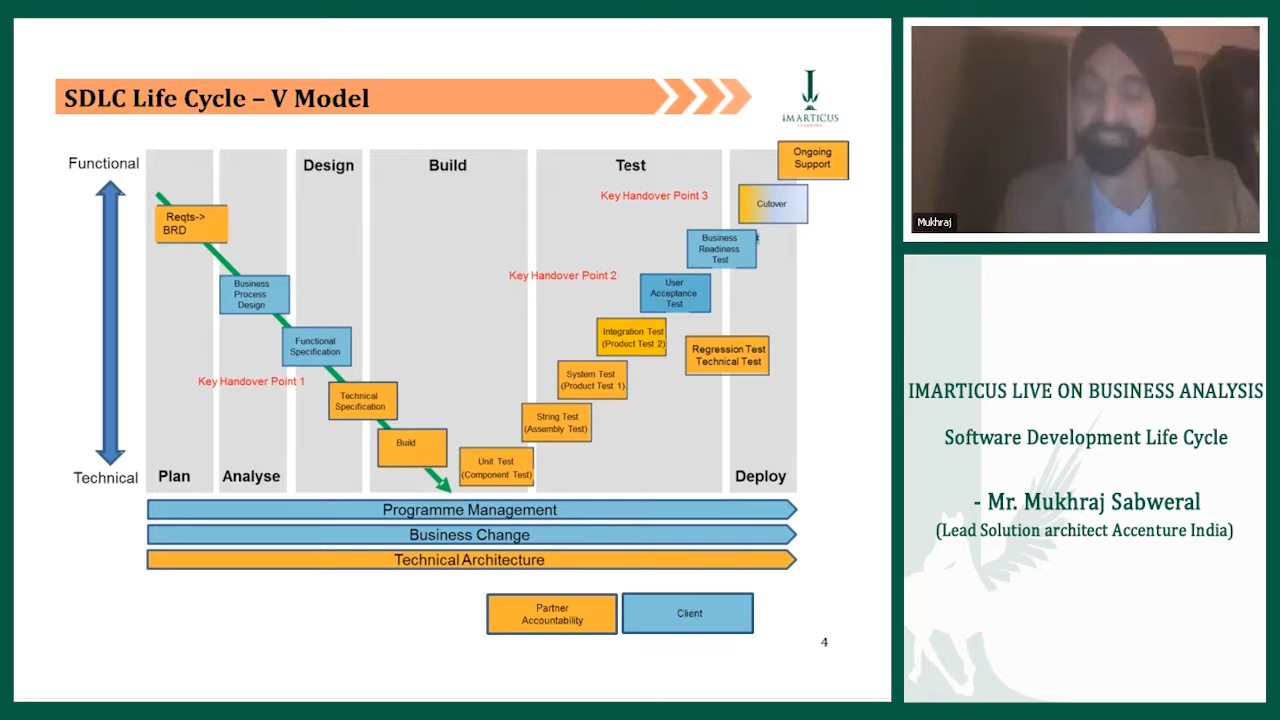 SDLC Life Cycle – V Model
iMARTICUS
LEARNING
Functional
Technical
Plan
Analyse
Design
Build
Test
Deploy
Reqts->
BRD
Business
Process
Design
Functional
Specification
Key Handover Point 1
Technical
Specification
Build
Unit Test
(Component Test)
String Test
(Assembly Test)
System Test
(Product Test 1)
Integration Test
(Product Test 2)
Regression Test
Technical Test
User
Acceptance
Test
Key Handover Point 2
Business
Readiness
Test
Key Handover Point 3
Cutover
Ongoing
Support
Programme Management
Business Change
Technical Architecture
Partner
Accountability
Client
4
Mukhraj
IMARTICUS LIVE ON BUSINESS ANALYSIS
Software Development Life Cycle
- Mr. Mukhraj Sabweral
(Lead Solution architect Accenture India)